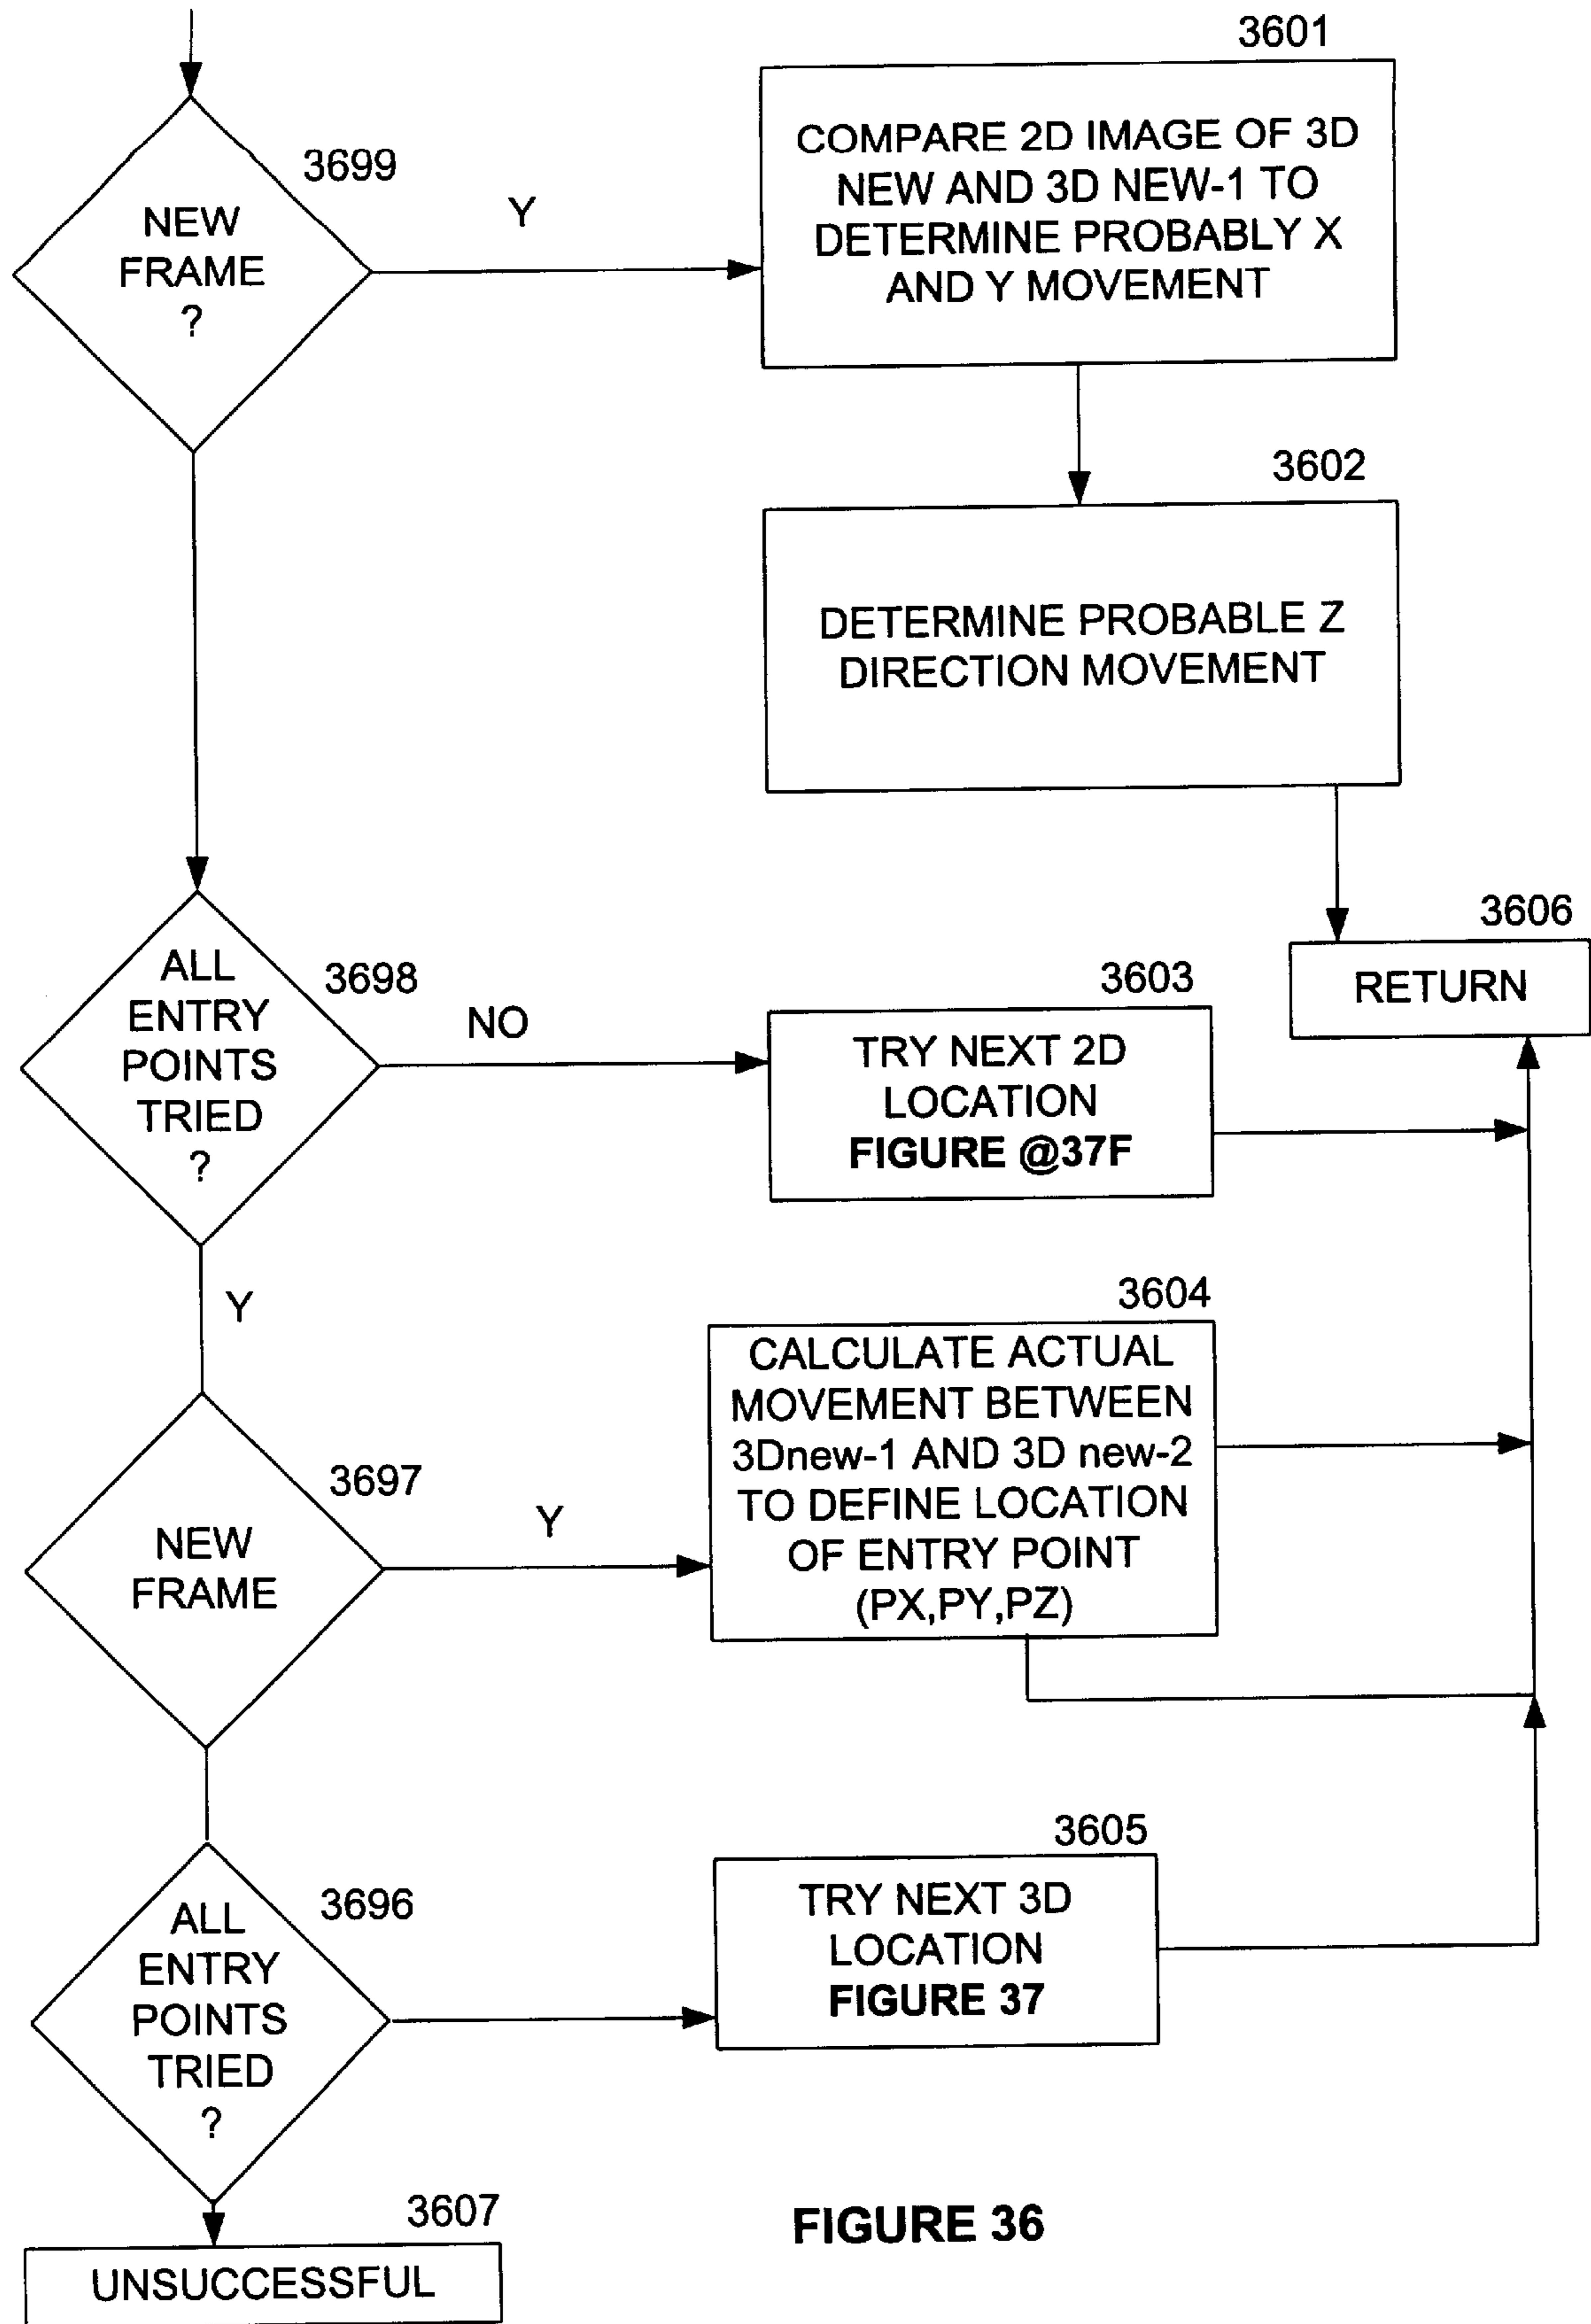 3601
COMPARE 2D IMAGE OF 3D
NEW AND 3D NEW-1 TO
DETERMINE PROBABLY X
AND Y MOVEMENT
3699
NEW
FRAME
?
Y
3602
DETERMINE PROBABLE Z
DIRECTION MOVEMENT
3606
RETURN
ALL
ENTRY
POINTS
TRIED
?
3698
NO
3603
TRY NEXT 2D
LOCATION
FIGURE @37F
Y
3604
CALCULATE ACTUAL
MOVEMENT BETWEEN
3Dnew-1 AND 3D new-2
TO DEFINE LOCATION
OF ENTRY POINT
(PX,PY,PZ)
3697
NEW
FRAME
Y
3605
TRY NEXT 3D
LOCATION
FIGURE 37
3696
ALL
ENTRY
POINTS
TRIED
?
3607
UNSUCCESSFUL
FIGURE 36